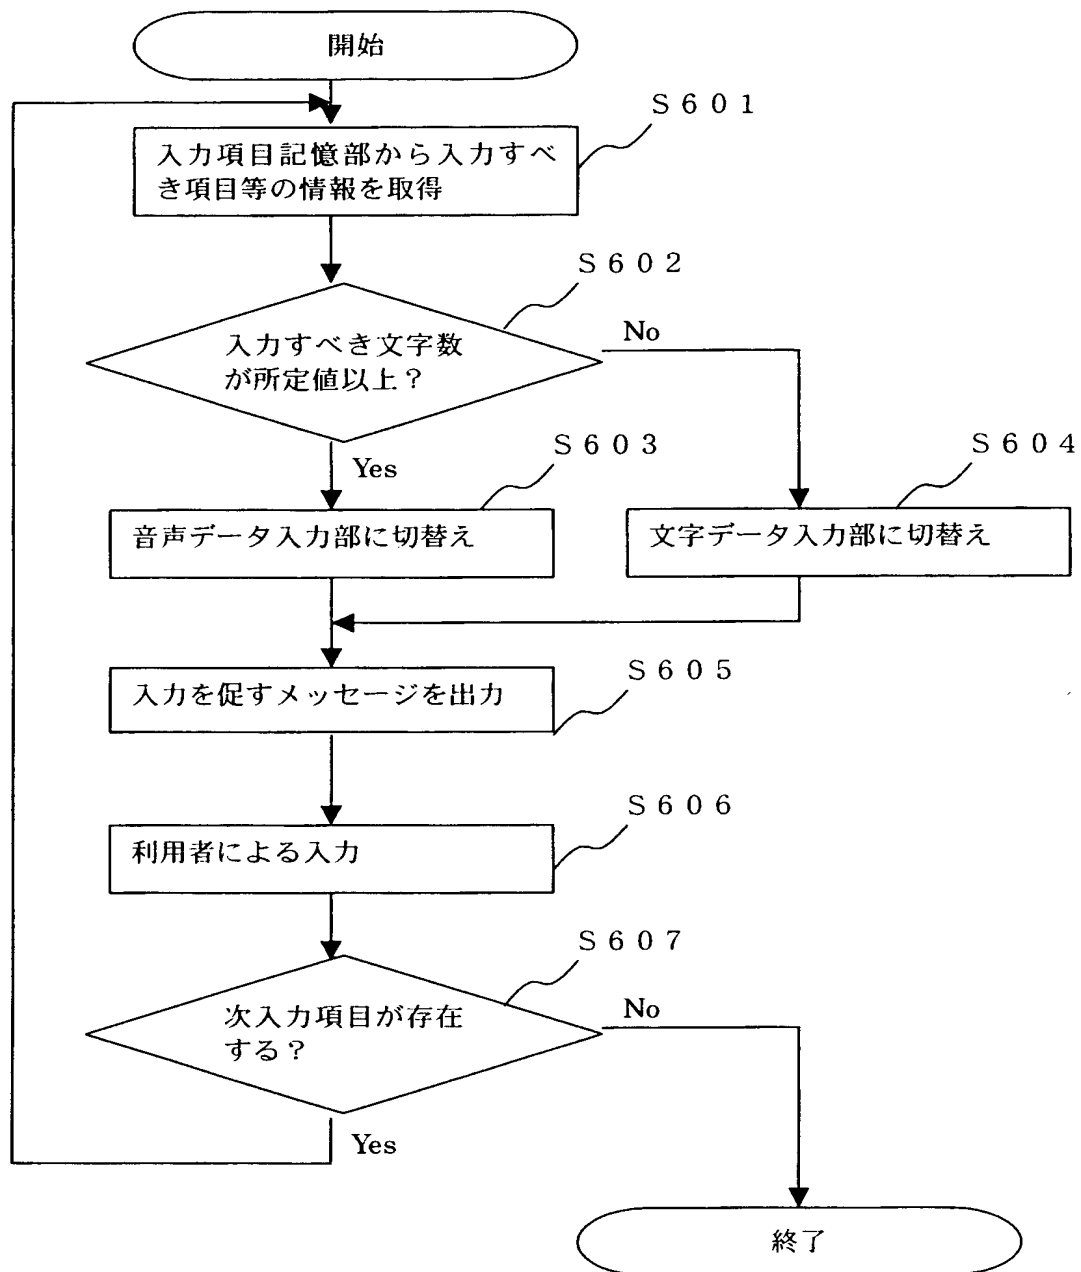 開始
S601
入力項目記憶部から入力すべ
き項目等の情報を取得
S602
入力すべき文字数
が所定値以上?
No
Yes
S603
音声データ入力部に切替え
S604
文字データ入力部に切替え
S605
入力を促すメッセージを出力
S606
利用者による入力
S607
次入力項目が存在
する?
No
Yes
終了